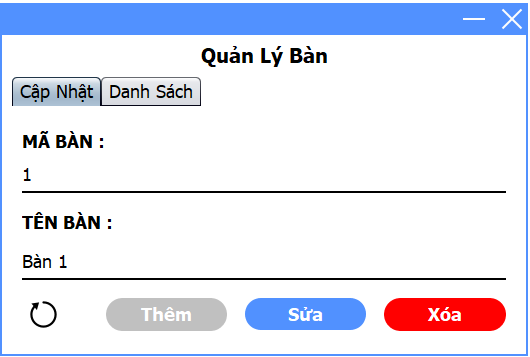 Quản Lý Bàn
Cập Nhật Danh Sách
MÃ BÀN :
1
TÊN BÀN :
Bàn 1
Thêm Sửa Xóa